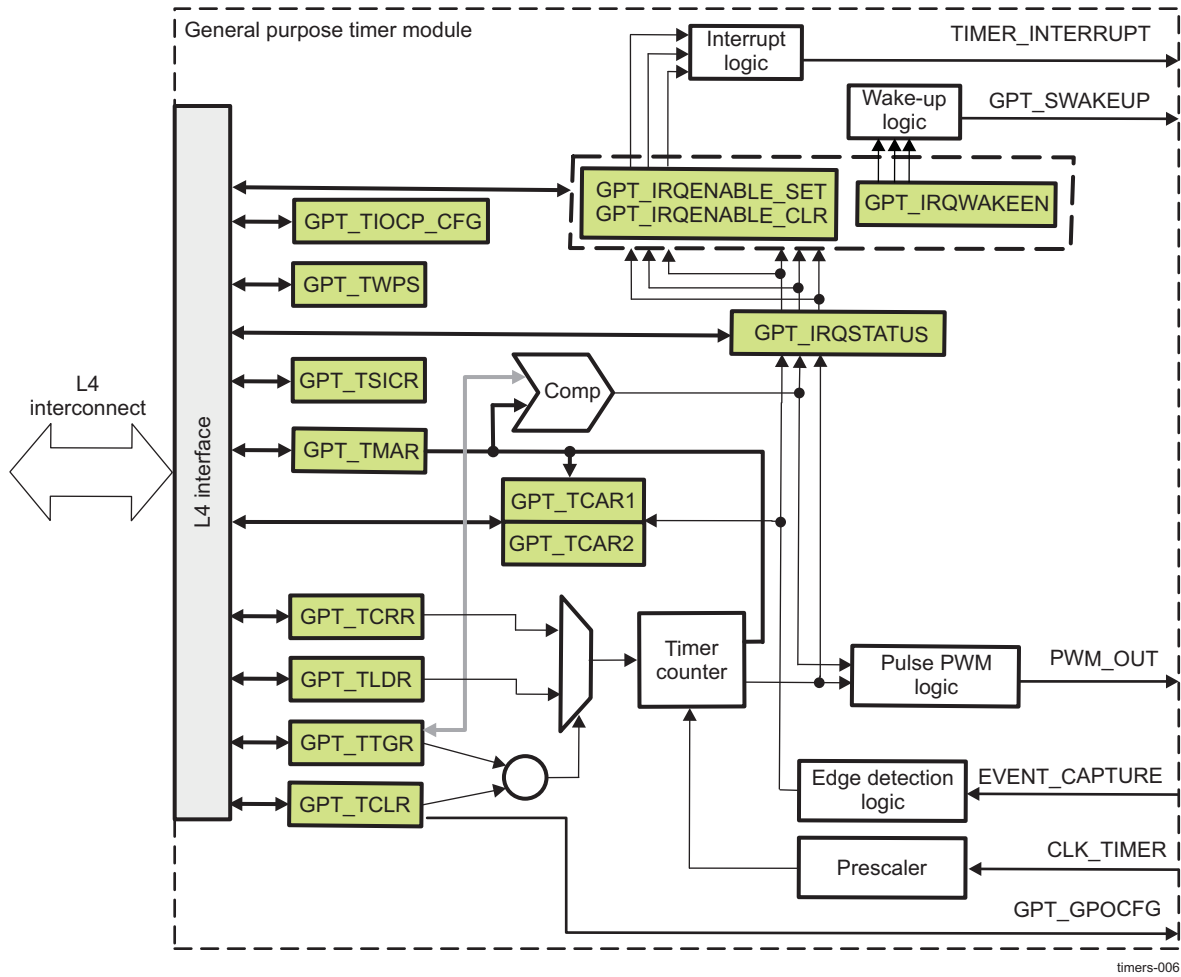 General purpose timer module
Interrupt
logic
TIMER_INTERRUPT
Wake-up
logic
GPT_SWAKEUP
GPT_IRQENABLE_SET
GPT_IRQENABLE_CLR
GPT_IRQWAKEEN
GPT_TIOCP_CFG
GPT_TWPS
GPT_IRQSTATUS
GPT_TSICR
Comp
L4
interconnect
L4 interface
GPT_TMAR
GPT_TCAR1
GPT_TCAR2
GPT_TCRR
Timer
counter
GPT_TLDR
Pulse PWM
logic
PWM_OUT
GPT_TTGR
GPT_TCLR
Edge detection
logic
EVENT_CAPTURE
Prescaler
CLK_TIMER
GPT_GPOCFG
timers-006